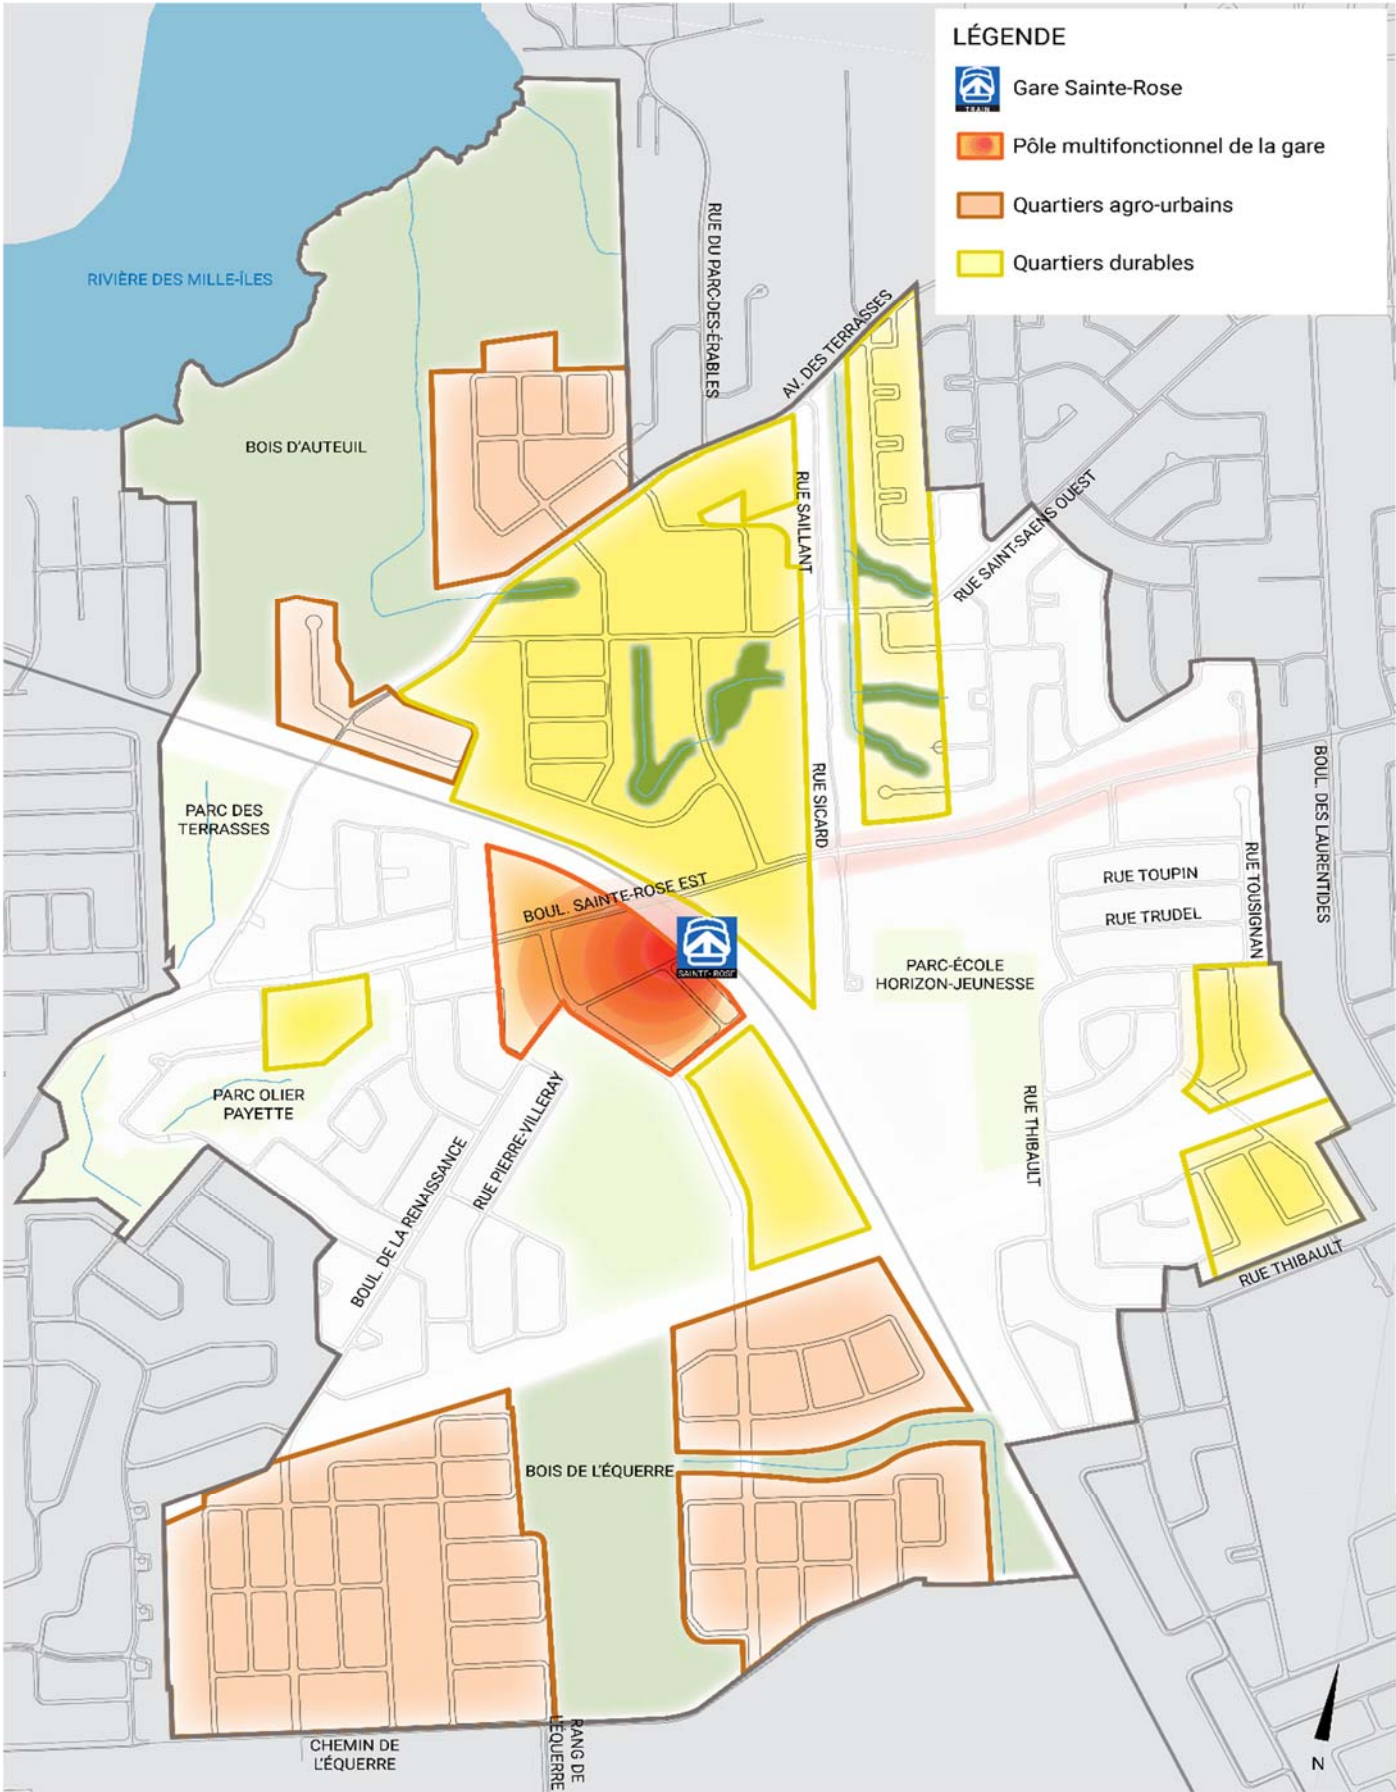 LÉGENDE
TRAIN
Gare Sainte-Rose
Pôle multifonctionnel de la gare
Quartiers agro-urbains
Quartiers durables
RIVIÈRE DES MILLE-ÎLES
RUE DU PARC-DES-ÉRABLES
AV. DES TERRASSES
BOIS D'AUTEUIL
RUE SAILLANT
RUE SAINT-SAENS OUEST
PARC DES
TERRASSES
RUE SICARD
BOUL. DES LAURENTIDES
BOUL. SAINTE-ROSE EST
RUE TOUPIN
RUE TRUDEL
RUE TOUSIGNAN
SAINTE-ROSE
PARC-ÉCOLE
HORIZON-JEUNESSE
PARC OLIER
PAYETTE
RUE PIERRE-VILLERAY
BOUL. DE LA RENAISSANCE
RUE THIBAULT
RUE THIBAULT
BOIS DE L'ÉQUERRE
CHEMIN DE
L'ÉQUERRE
RANG DE
L'ÉQUERRE
N